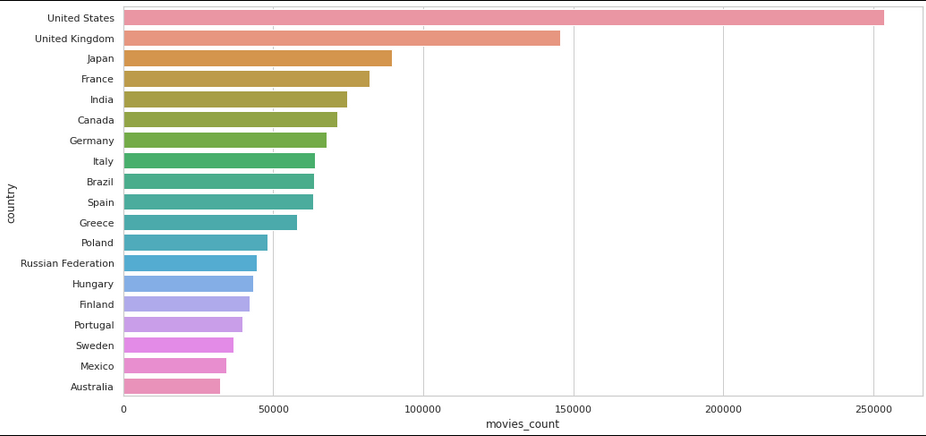 United States
United Kingdom
Japan
France
India
Canada
Germany
Italy
Brazil
Spain
country
Greece
Poland
Russian Federation
Hungary
Finland
Portugal
Sweden
Mexico
Australia
0 50000 100000 150000 200000 250000
movies_count